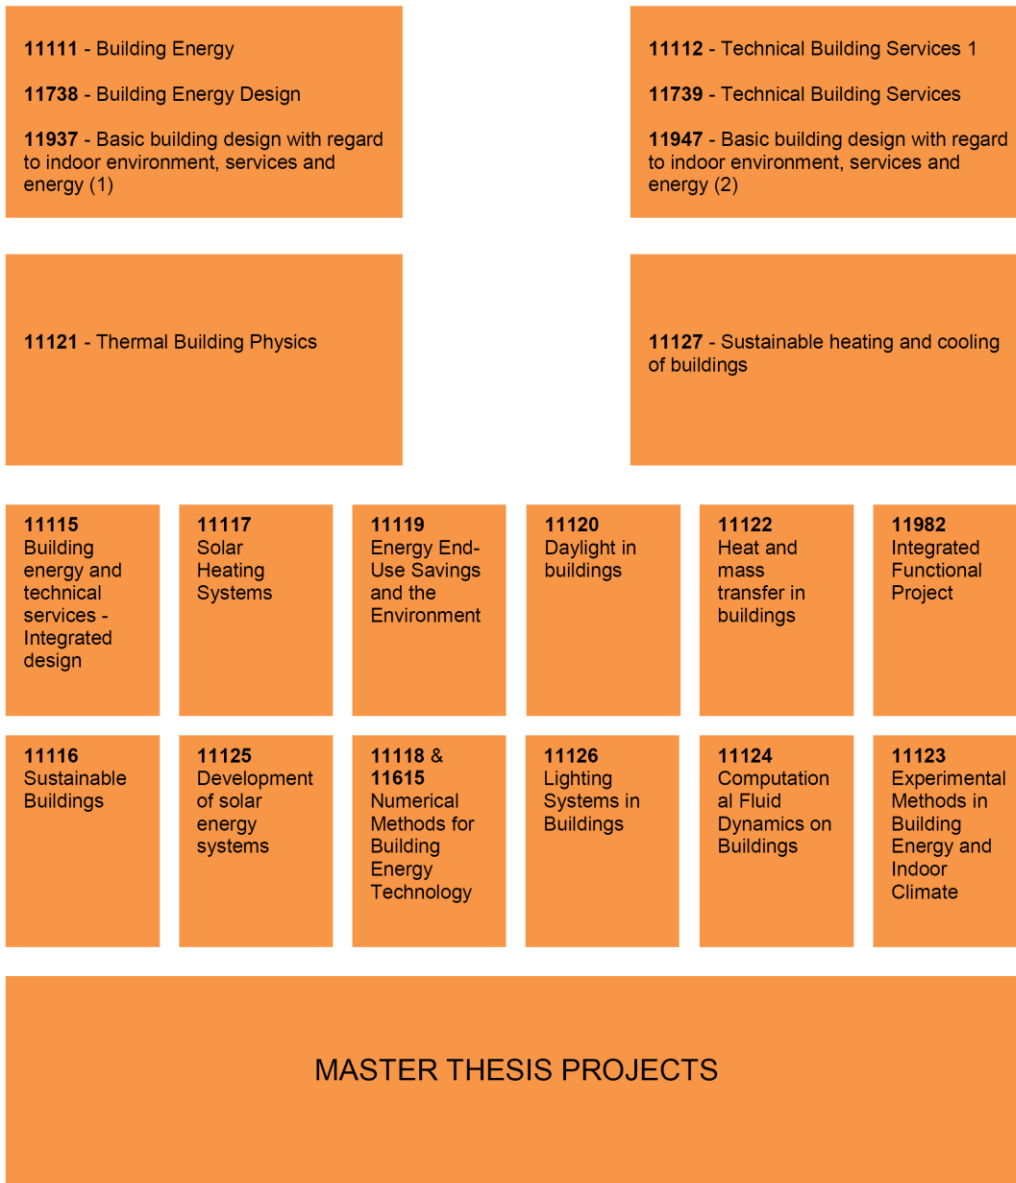 11111 - Building Energy
11738 - Building Energy Design
11937 - Basic building design with regard
to indoor environment, services and
energy (1)
11112 - Technical Building Services 1
11739 - Technical Building Services
11947 - Basic building design with regard
to indoor environment, services and
energy (2)
11121 - Thermal Building Physics
11127 - Sustainable heating and cooling
of buildings
11115
Building
energy and
technical
services -
Integrated
design
11117
Solar
Heating
Systems
11119
Energy End-
Use Savings
and the
Environment
11120
Daylight in
buildings
11122
Heat and
mass
transfer in
buildings
11982
Integrated
Functional
Project
11116
Sustainable
Buildings
11125
Development
of solar
energy
systems
11118 &
11615
Numerical
Methods for
Building
Energy
Technology
11126
Lighting
Systems in
Buildings
11124
Computation
al Fluid
Dynamics on
Buildings
11123
Experimental
Methods in
Building
Energy and
Indoor
Climate
MASTER THESIS PROJECTS